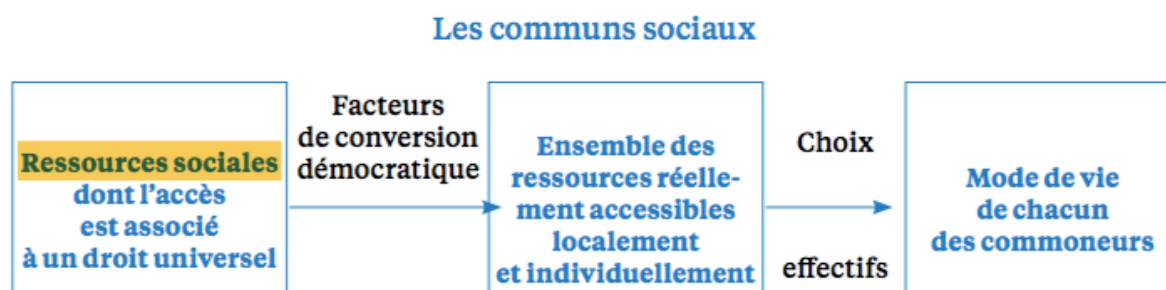 Les communs sociaux
Ressources sociales
dont l’accès
est associé
à un droit universel
Facteurs
de conversion
démocratique
Ensemble des
ressources réelle-
ment accessibles
localement
et individuellement
Choix
effectifs
Mode de vie
de chacun
des commoneurs